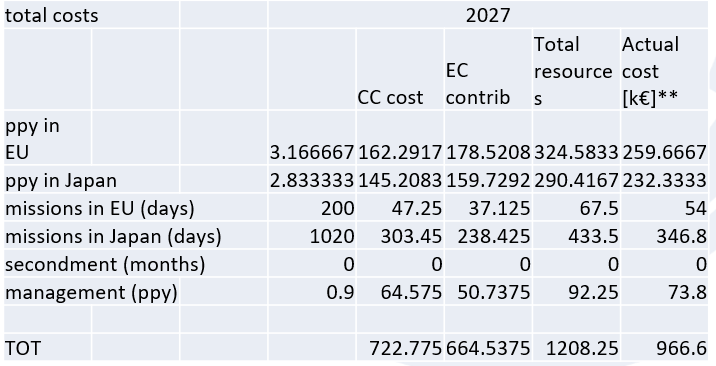 total costs 2027
CC cost EC contrib Total resources Actual cost [k€]**
ppy in EU 3.166667 162.2917 178.5208 324.5833 259.6667
ppy in Japan 2.833333 145.2083 159.7292 290.4167 232.3333
missions in EU (days) 200 47.25 37.125 67.5 54
missions in Japan (days) 1020 303.45 238.425 433.5 346.8
secondment (months) 0 0 0 0 0
management (ppy) 0.9 64.575 50.7375 92.25 73.8
TOT 722.775 664.5375 1208.25 966.6